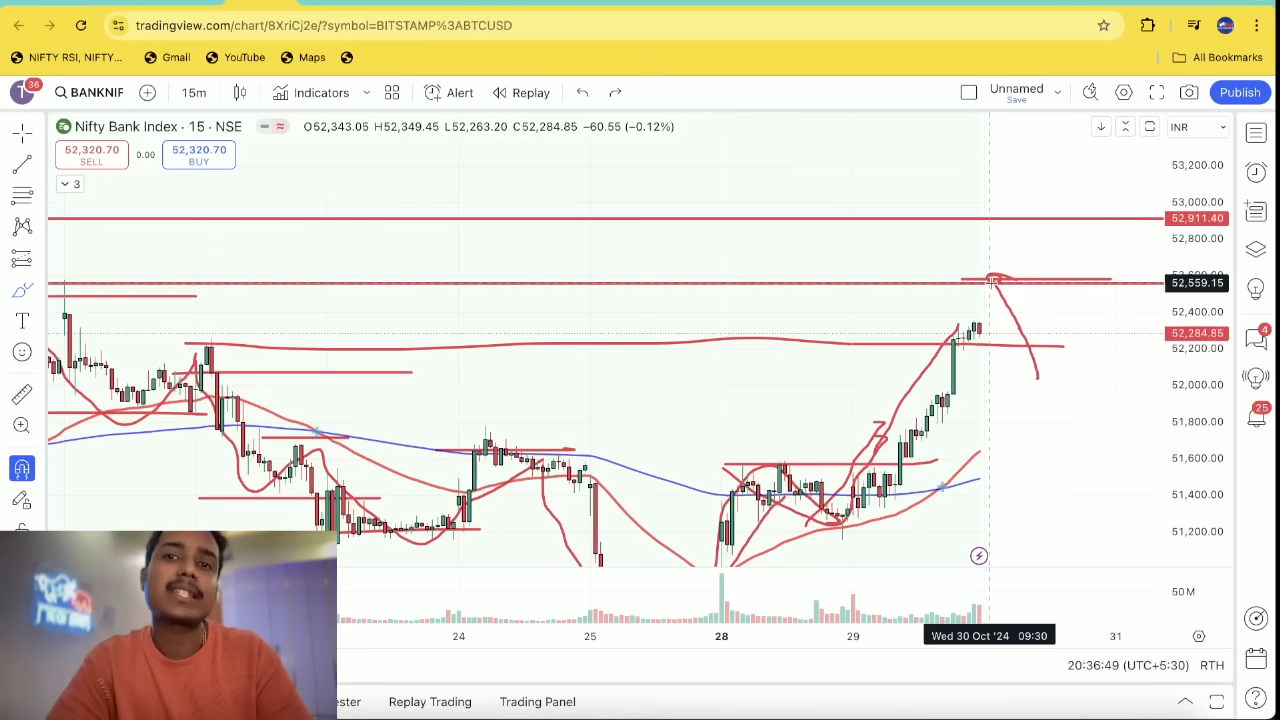 tradingview.com/chart/8XriCj2e/?symbol=BITSTAMP%3ABTCUSD
NIFTY RSI, NIFTY... Gmail YouTube Maps All Bookmarks
T 36 BANKNIF 15m Indicators Alert Replay Unnamed Save Publish
Nifty Bank Index · 15 · NSE O52,343.05 H52,349.45 L52,263.20 C52,284.85 −60.55 (−0.12%) INR
52,320.70 SELL 0.00 52,320.70 BUY
3
53,200.00
53,000.00
52,911.40
52,800.00
52,559.15
52,400.00
52,284.85
52,200.00
52,000.00
51,800.00
51,600.00
51,400.00
51,200.00
4
25
50 M
24 25 28 29 Wed 30 Oct '24 09:30 31
20:36:49 (UTC+5:30) RTH
ester Replay Trading Trading Panel